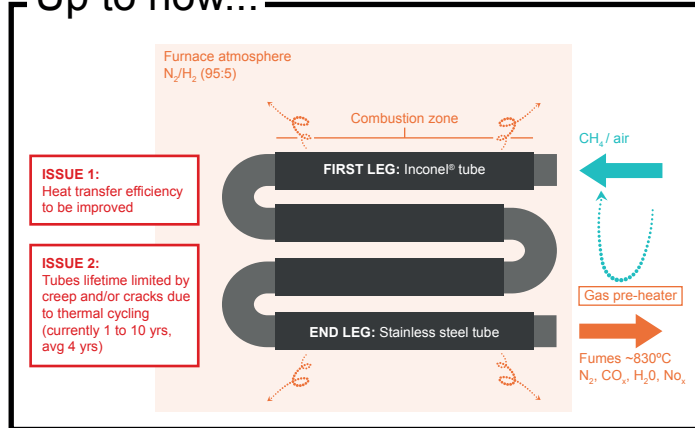 Up to now...
Furnace atmosphere
N₂/H₂ (95:5)
Combustion zone
CH₄ / air
FIRST LEG: Inconel® tube
ISSUE 1:
Heat transfer efficiency
to be improved
ISSUE 2:
Tubes lifetime limited by
creep and/or cracks due
to thermal cycling
(currently 1 to 10 yrs,
avg 4 yrs)
Gas pre-heater
END LEG: Stainless steel tube
Fumes ~830ºC
N₂, COₓ, H₂0, Noₓ